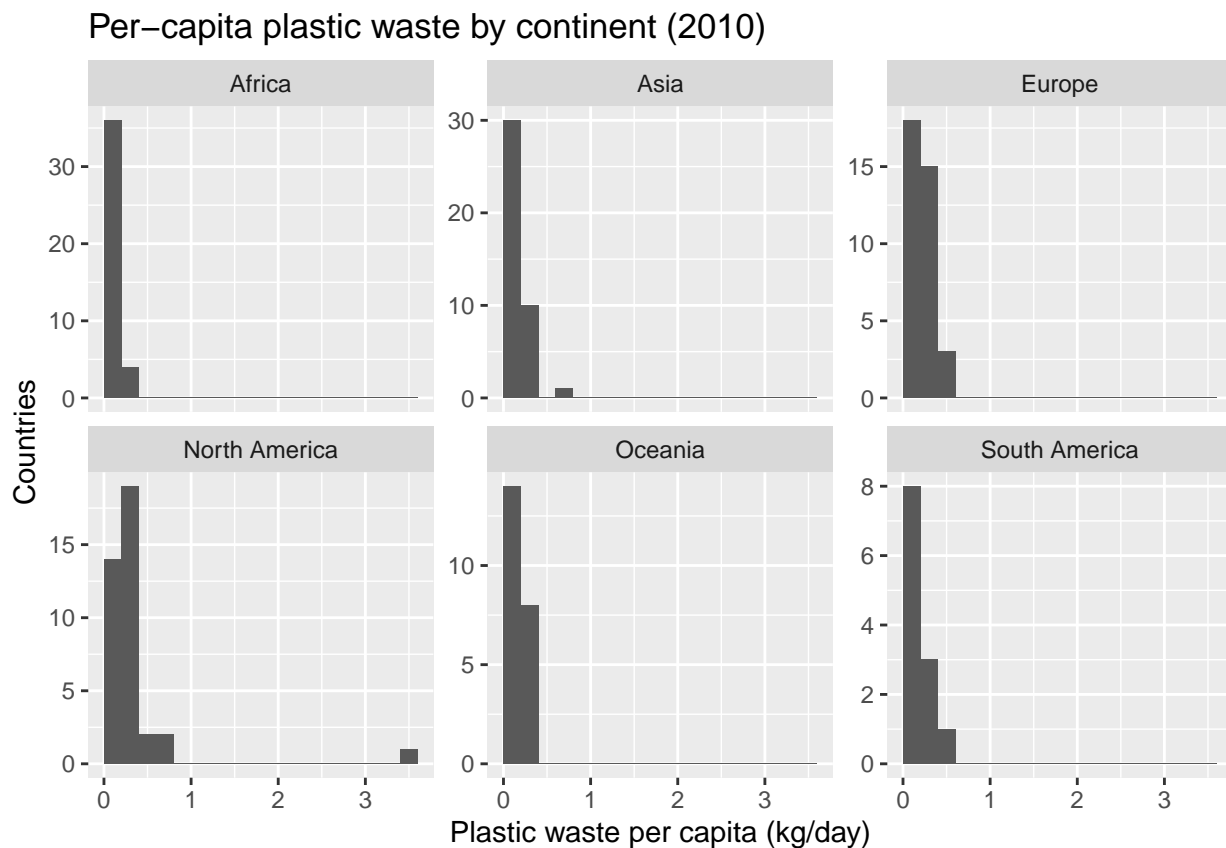 Per−capita plastic waste by continent (2010)
Africa
Asia
Europe
30
20
10
0
30
20
10
0
15
10
5
0
North America
Oceania
South America
15
10
5
0
10
5
0
8
6
4
2
0
0 1 2 3
0 1 2 3
0 1 2 3
Countries
Plastic waste per capita (kg/day)